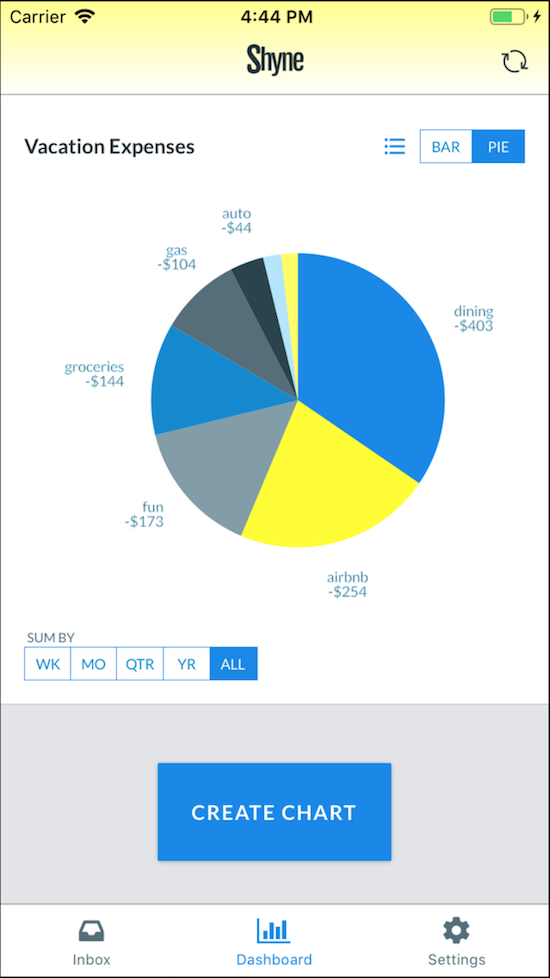 Carrier 4:44 PM
Shyne
Vacation Expenses BAR PIE
auto
-$44
gas
-$104
dining
-$403
groceries
-$144
fun
-$173
airbnb
-$254
SUM BY
WK MO QTR YR ALL
CREATE CHART
Inbox Dashboard Settings